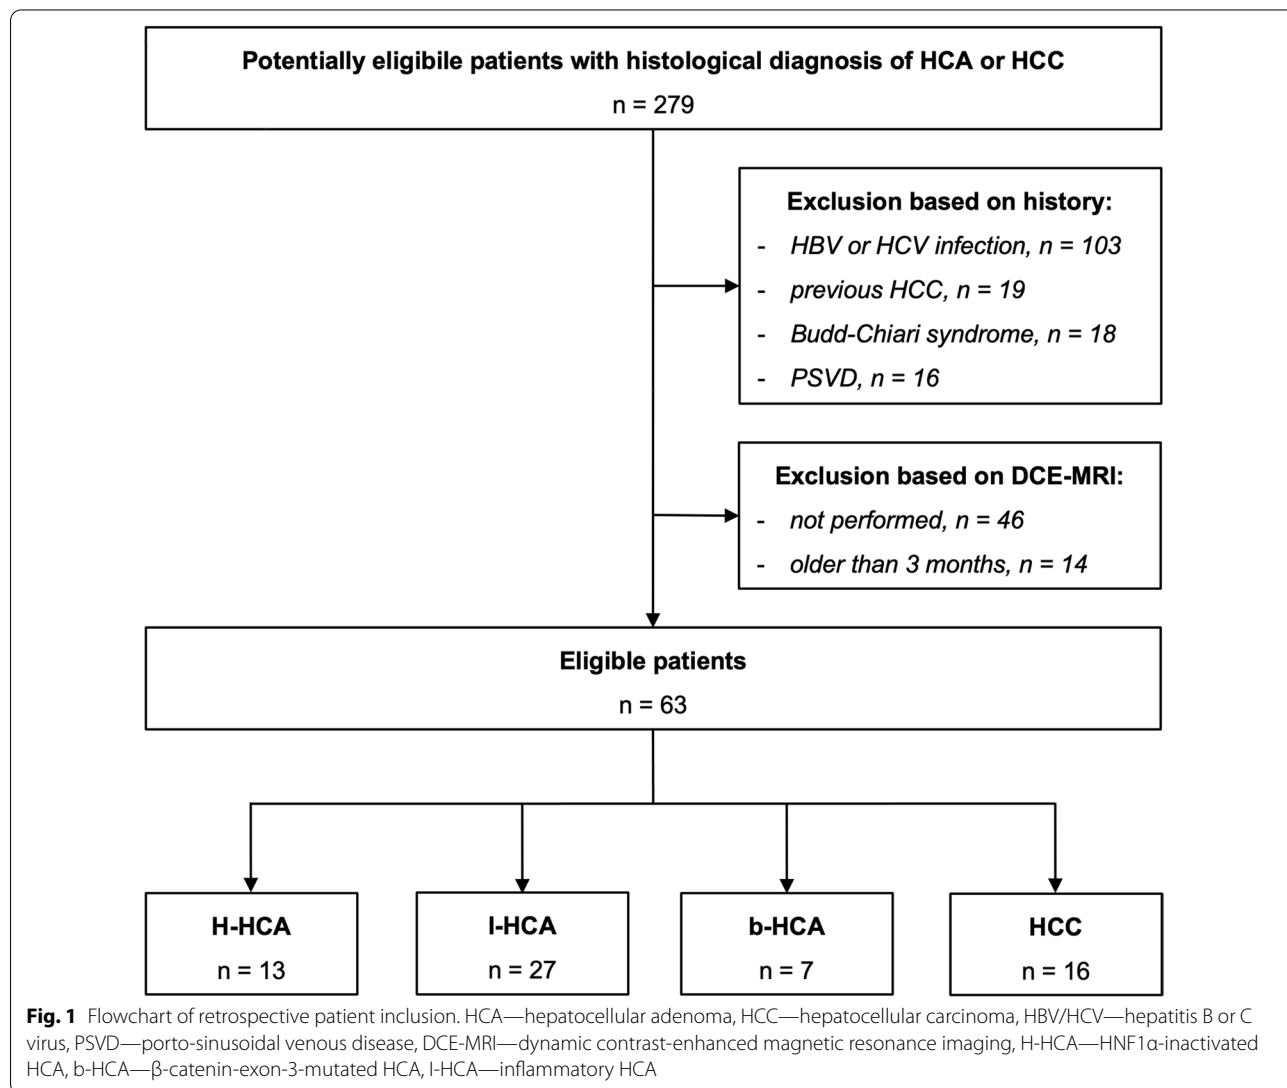 Potentially eligibile patients with histological diagnosis of HCA or HCC
n = 279
Exclusion based on history:
- HBV or HCV infection, n = 103
- previous HCC, n = 19
- Budd-Chiari syndrome, n = 18
- PSVD, n = 16
Exclusion based on DCE-MRI:
- not performed, n = 46
- older than 3 months, n = 14
Eligible patients
n = 63
H-HCA
n = 13
I-HCA
n = 27
b-HCA
n = 7
HCC
n = 16
Fig. 1 Flowchart of retrospective patient inclusion. HCA—hepatocellular adenoma, HCC—hepatocellular carcinoma, HBV/HCV—hepatitis B or C
virus, PSVD—porto-sinusoidal venous disease, DCE-MRI—dynamic contrast-enhanced magnetic resonance imaging, H-HCA—HNF1α-inactivated
HCA, b-HCA—β-catenin-exon-3-mutated HCA, I-HCA—inflammatory HCA